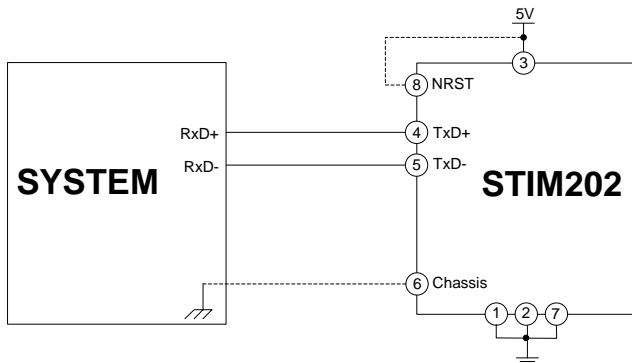 5V
3
8 NRST
RxD+ 4 TxD+
RxD- 5 TxD-
SYSTEM STIM202
6 Chassis
1 2 7